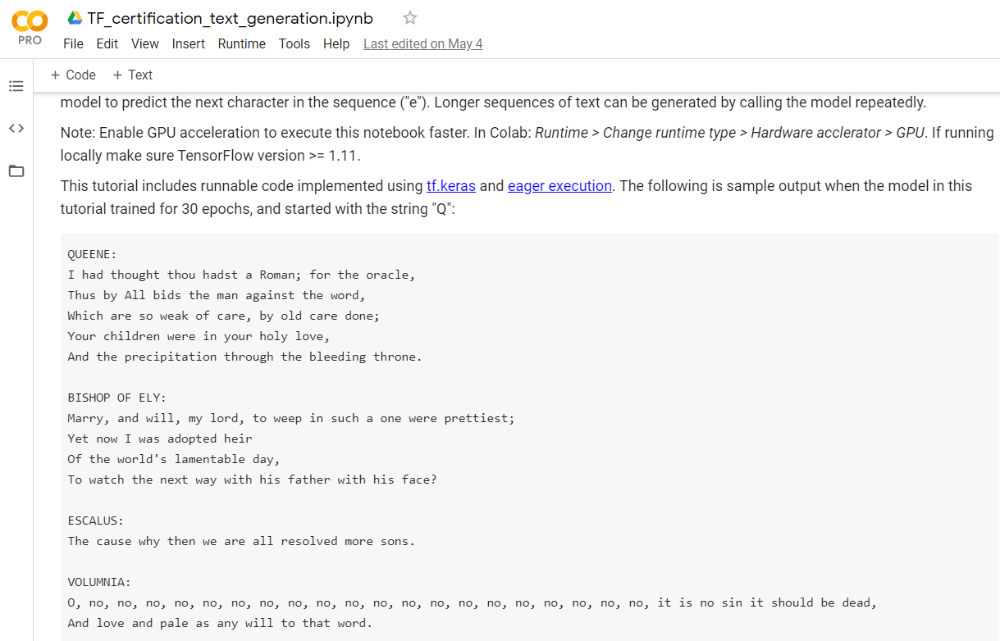 CO
PRO
TF_certification_text_generation.ipynb
File Edit View Insert Runtime Tools Help Last edited on May 4
+ Code + Text
model to predict the next character in the sequence ("e"). Longer sequences of text can be generated by calling the model repeatedly.
Note: Enable GPU acceleration to execute this notebook faster. In Colab: Runtime > Change runtime type > Hardware acclerator > GPU. If running
locally make sure TensorFlow version >= 1.11.
This tutorial includes runnable code implemented using tf.keras and eager execution. The following is sample output when the model in this
tutorial trained for 30 epochs, and started with the string "Q":
QUEENE:
I had thought thou hadst a Roman; for the oracle,
Thus by All bids the man against the word,
Which are so weak of care, by old care done;
Your children were in your holy love,
And the precipitation through the bleeding throne.
BISHOP OF ELY:
Marry, and will, my lord, to weep in such a one were prettiest;
Yet now I was adopted heir
Of the world's lamentable day,
To watch the next way with his father with his face?
ESCALUS:
The cause why then we are all resolved more sons.
VOLUMNIA:
O, no, no, no, no, no, no, no, no, no, no, no, no, no, no, no, no, no, no, no, no, it is no sin it should be dead,
And love and pale as any will to that word.